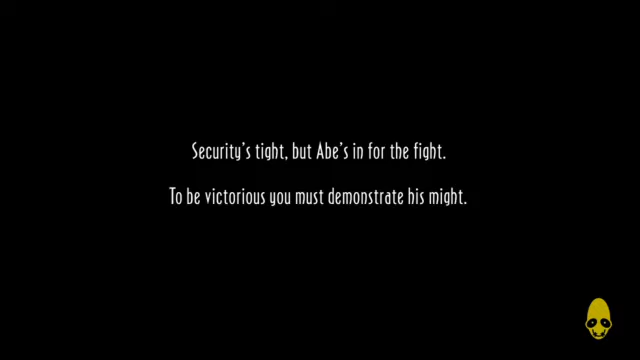 Security's tight, but Abe's in for the fight.
To be victorious you must demonstrate his might.